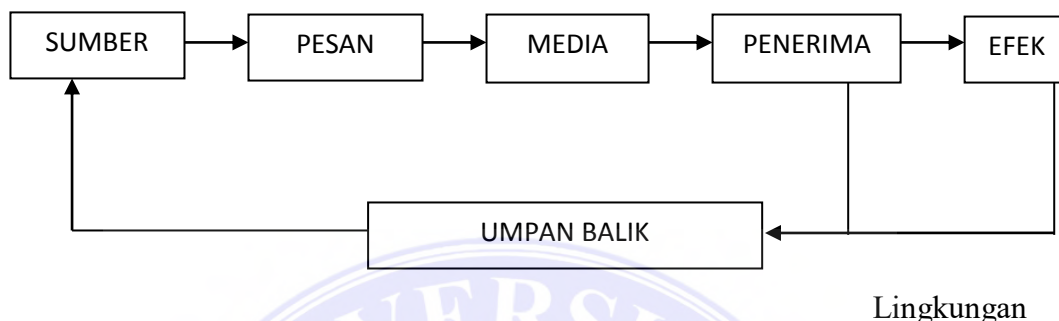 SUMBER
PESAN
MEDIA
PENERIMA
EFEK
UMPAN BALIK
Lingkungan